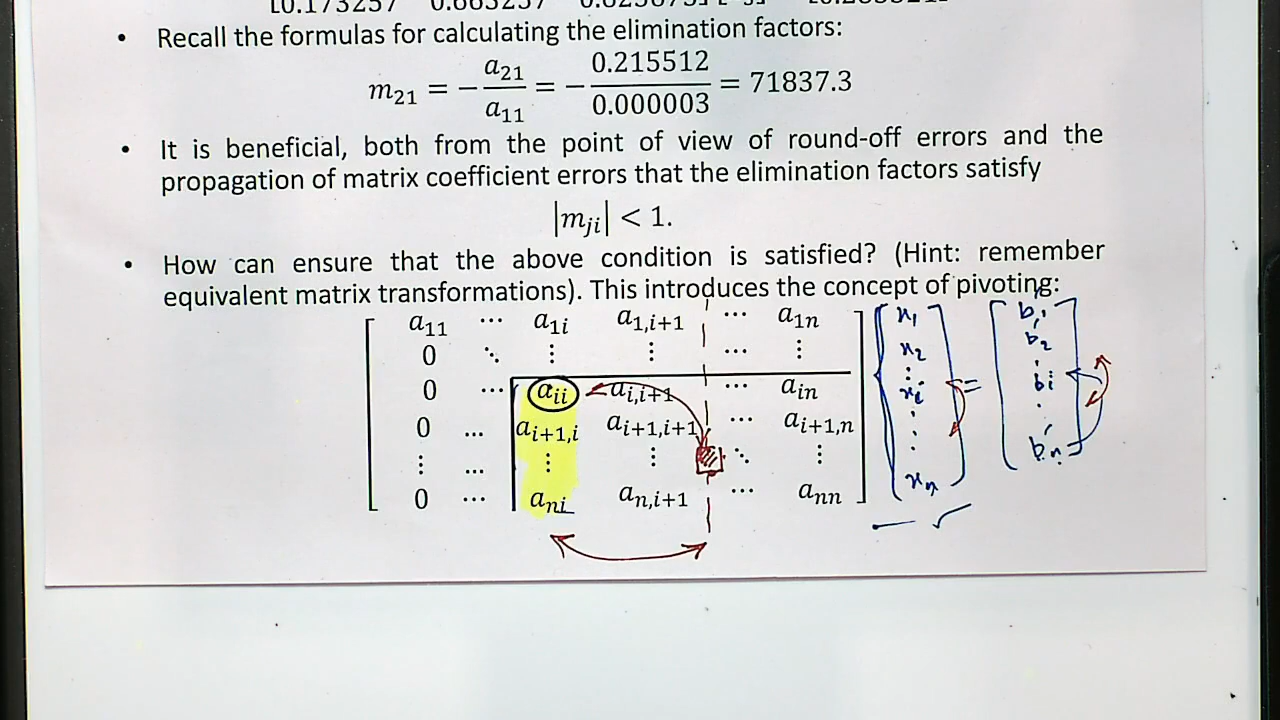 • Recall the formulas for calculating the elimination factors:
m₂₁ = − a₂₁/a₁₁ = − 0.215512/0.000003 = 71837.3
• It is beneficial, both from the point of view of round-off errors and the
propagation of matrix coefficient errors that the elimination factors satisfy
|mⱼᵢ| < 1.
• How can ensure that the above condition is satisfied? (Hint: remember
equivalent matrix transformations). This introduces the concept of pivoting:
a₁₁ ⋯ a₁ᵢ a₁,ᵢ₊₁ ⋯ a₁ₙ x₁ b₁
0 ⋱ ⋮ ⋮ ⋯ ⋮ x₂ b₂
0 ⋯ aᵢᵢ aᵢ,ᵢ₊₁ ⋯ aᵢₙ ⋮ xᵢ = ⋮ bᵢ
0 ⋯ aᵢ₊₁,ᵢ aᵢ₊₁,ᵢ₊₁ ⋯ aᵢ₊₁,ₙ ⋮ ⋮
⋮ ⋯ ⋮ ⋮ ⋱ ⋮
0 ⋯ aₙᵢ aₙ,ᵢ₊₁ ⋯ aₙₙ xₙ bₙ